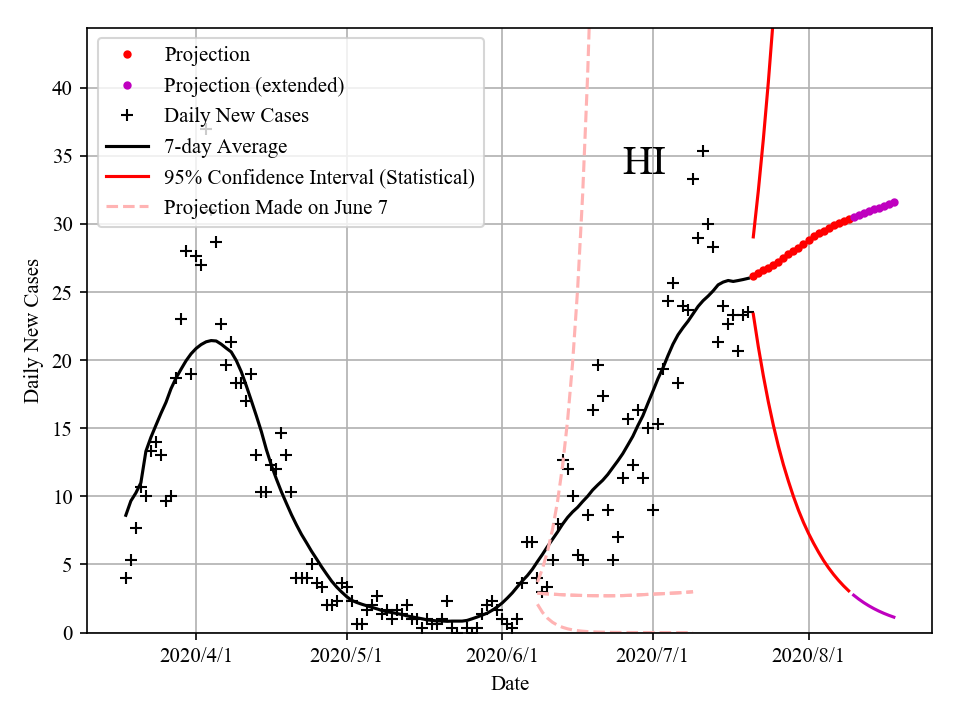 Projection
Projection (extended)
Daily New Cases
7-day Average
95% Confidence Interval (Statistical)
Projection Made on June 7
HI
40
35
30
25
20
15
10
5
0
Daily New Cases
2020/4/1 2020/5/1 2020/6/1 2020/7/1 2020/8/1
Date